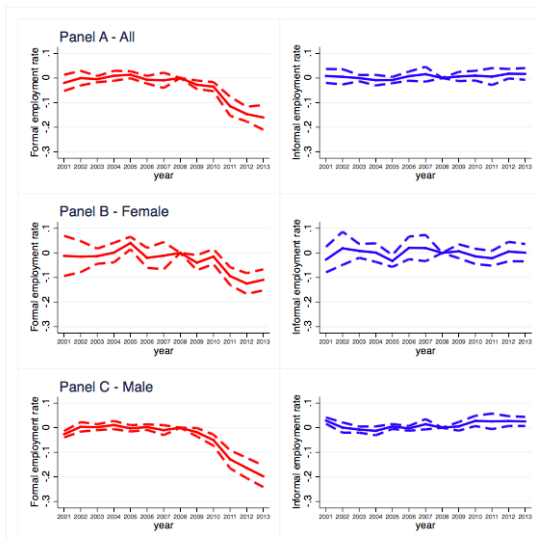 Panel A - All
Formal employment rate
-.3 -.2 -.1 0 .1
2001 2002 2003 2004 2005 2006 2007 2008 2009 2010 2011 2012 2013
year
Informal employment rate
-.3 -.2 -.1 0 .1
2001 2002 2003 2004 2005 2006 2007 2008 2009 2010 2011 2012 2013
year
Panel B - Female
Formal employment rate
-.3 -.2 -.1 0 .1
2001 2002 2003 2004 2005 2006 2007 2008 2009 2010 2011 2012 2013
year
Informal employment rate
-.3 -.2 -.1 0 .1
2001 2002 2003 2004 2005 2006 2007 2008 2009 2010 2011 2012 2013
year
Panel C - Male
Formal employment rate
-.3 -.2 -.1 0 .1
2001 2002 2003 2004 2005 2006 2007 2008 2009 2010 2011 2012 2013
year
Informal employment rate
-.3 -.2 -.1 0 .1
2001 2002 2003 2004 2005 2006 2007 2008 2009 2010 2011 2012 2013
year